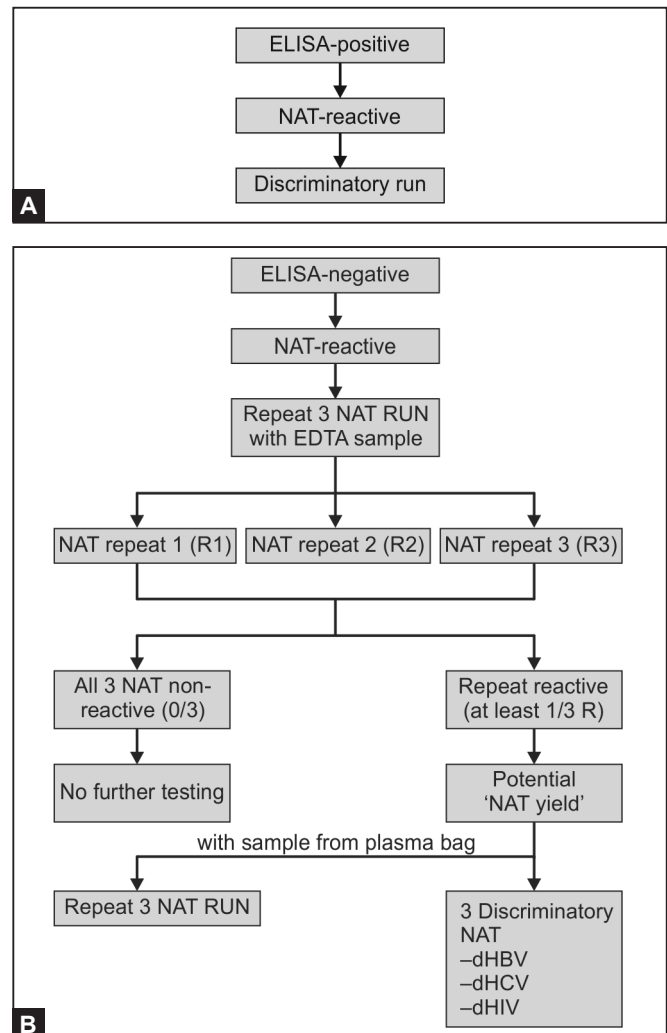 ELISA-positive
NAT-reactive
Discriminatory run
A
ELISA-negative
NAT-reactive
Repeat 3 NAT RUN
with EDTA sample
NAT repeat 1 (R1)
NAT repeat 2 (R2)
NAT repeat 3 (R3)
All 3 NAT non-
reactive (0/3)
Repeat reactive
(at least 1/3 R)
No further testing
Potential
‘NAT yield’
with sample from plasma bag
Repeat 3 NAT RUN
3 Discriminatory
NAT
–dHBV
–dHCV
–dHIV
B